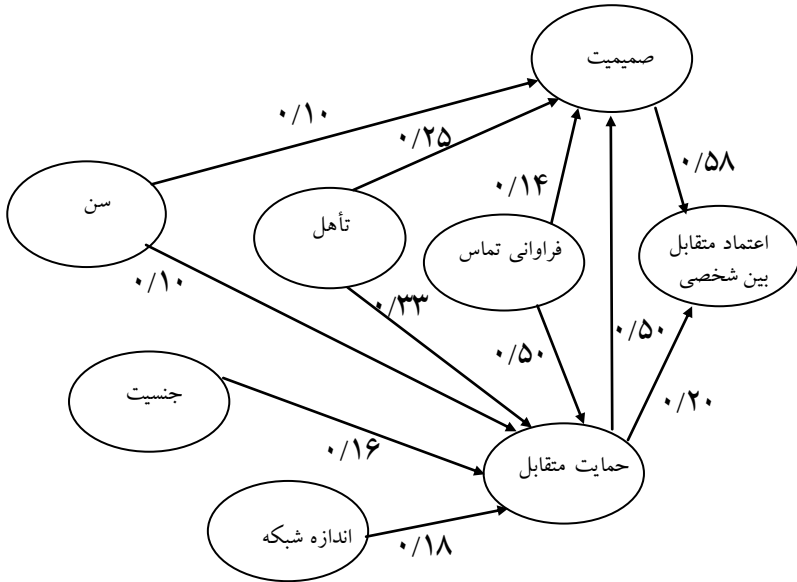 صمیمیت
۰/۱۰
۰/۲۵
۰/۱۴
۰/۵۸
سن
تأهل
فراوانی تماس
اعتماد متقابل
بین شخصی
۰/۱۰
۰/۳۳
۰/۵۰
۰/۵۰
۰/۲۰
جنسیت
۰/۱۶
حمایت متقابل
اندازه شبکه
۰/۱۸